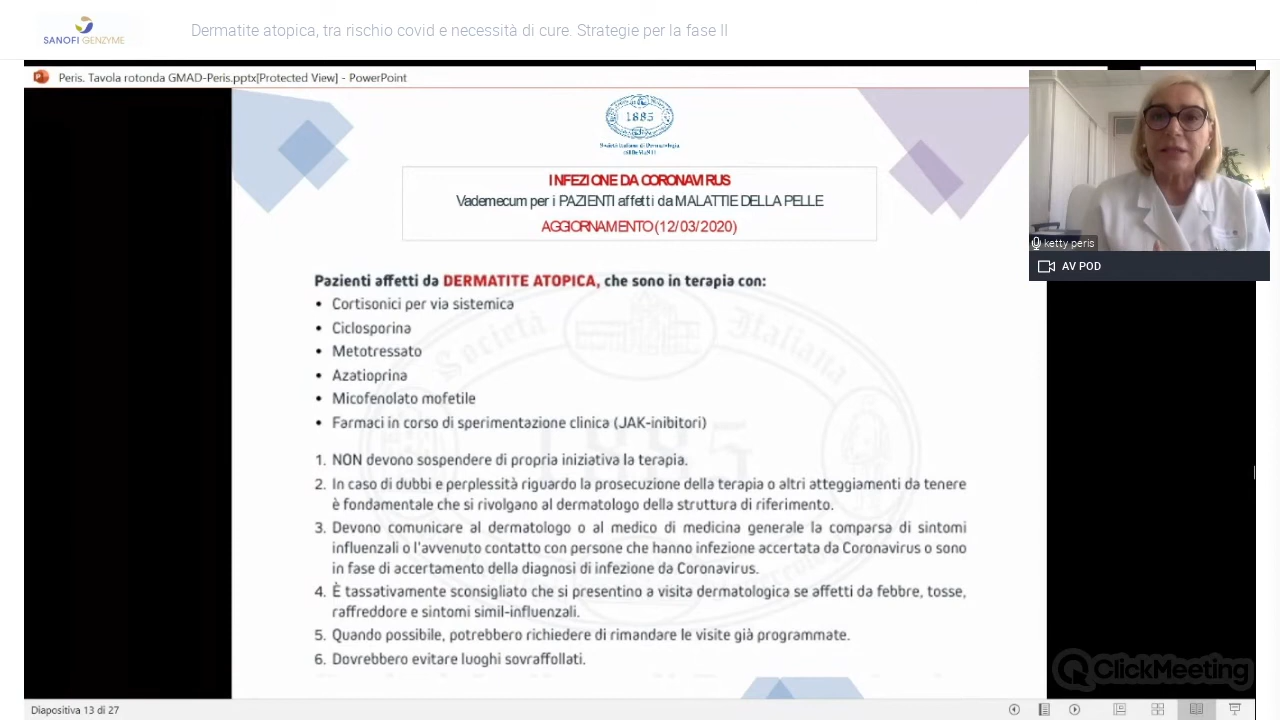 SANOFI GENZYME
Dermatite atopica, tra rischio covid e necessità di cure. Strategie per la fase II
Peris. Tavola rotonda GMAD-Peris.pptx[Protected View] - PowerPoint
1885
Società Italiana di Dermatologia
INFEZIONE DA CORONAVIRUS
Vademecum per i PAZIENTI affetti da MALATTIE DELLA PELLE
AGGIORNAMENTO (12/03/2020)
ketty peris
AV POD
Pazienti affetti da DERMATITE ATOPICA, che sono in terapia con:
• Cortisonici per via sistemica
• Ciclosporina
• Metotressato
• Azatioprina
• Micofenolato mofetile
• Farmaci in corso di sperimentazione clinica (JAK-inibitori)
1. NON devono sospendere di propria iniziativa la terapia.
2. In caso di dubbi e perplessità riguardo la prosecuzione della terapia o altri atteggiamenti da tenere
è fondamentale che si rivolgano al dermatologo della struttura di riferimento.
3. Devono comunicare al dermatologo o al medico di medicina generale la comparsa di sintomi
influenzali o l'avvenuto contatto con persone che hanno infezione accertata da Coronavirus o sono
in fase di accertamento della diagnosi di infezione da Coronavirus.
4. È tassativamente sconsigliato che si presentino a visita dermatologica se affetti da febbre, tosse,
raffreddore e sintomi simil-influenzali.
5. Quando possibile, potrebbero richiedere di rimandare le visite già programmate.
6. Dovrebbero evitare luoghi sovraffollati.
ClickMeeting
Diapositiva 13 di 27